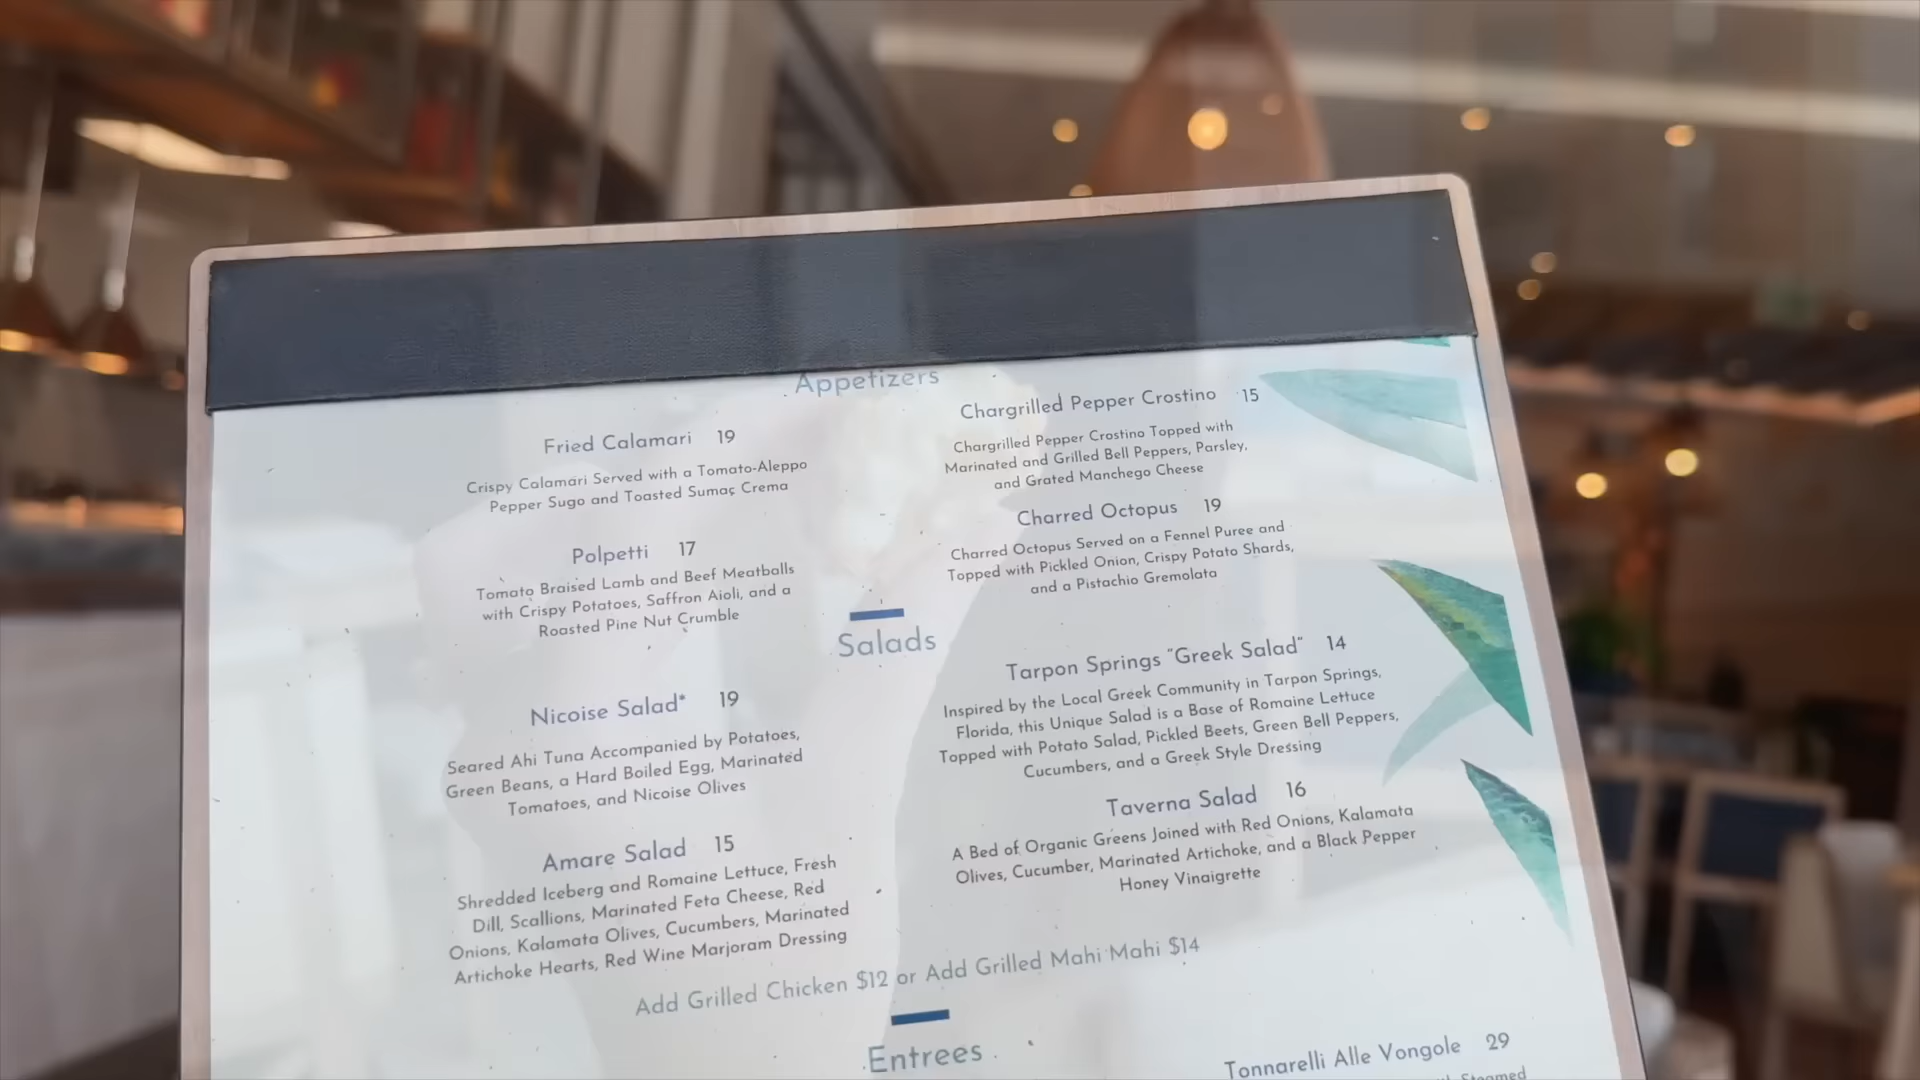 Appetizers
Fried Calamari 19
Crispy Calamari Served with a Tomato-Aleppo
Pepper Sugo and Toasted Sumac Crema
Polpetti 17
Tomato Braised Lamb and Beef Meatballs
with Crispy Potatoes, Saffron Aioli, and a
Roasted Pine Nut Crumble
Chargrilled Pepper Crostino 15
Chargrilled Pepper Crostino Topped with
Marinated and Grilled Bell Peppers, Parsley,
and Grated Manchego Cheese
Charred Octopus 19
Charred Octopus Served on a Fennel Puree and
Topped with Pickled Onion, Crispy Potato Shards,
and a Pistachio Gremolata
Salads
Nicoise Salad* 19
Seared Ahi Tuna Accompanied by Potatoes,
Green Beans, a Hard Boiled Egg, Marinated
Tomatoes, and Nicoise Olives
Amare Salad 15
Shredded Iceberg and Romaine Lettuce, Fresh
Dill, Scallions, Marinated Feta Cheese, Red
Onions, Kalamata Olives, Cucumbers, Marinated
Artichoke Hearts, Red Wine Marjoram Dressing
Tarpon Springs "Greek Salad" 14
Inspired by the Local Greek Community in Tarpon Springs,
Florida, this Unique Salad is a Base of Romaine Lettuce
Topped with Potato Salad, Pickled Beets, Green Bell Peppers,
Cucumbers, and a Greek Style Dressing
Taverna Salad 16
A Bed of Organic Greens Joined with Red Onions, Kalamata
Olives, Cucumber, Marinated Artichoke, and a Black Pepper
Honey Vinaigrette
Add Grilled Chicken $12 or Add Grilled Mahi Mahi $14
Entrees
Tonnarelli Alle Vongole 29
Steamed